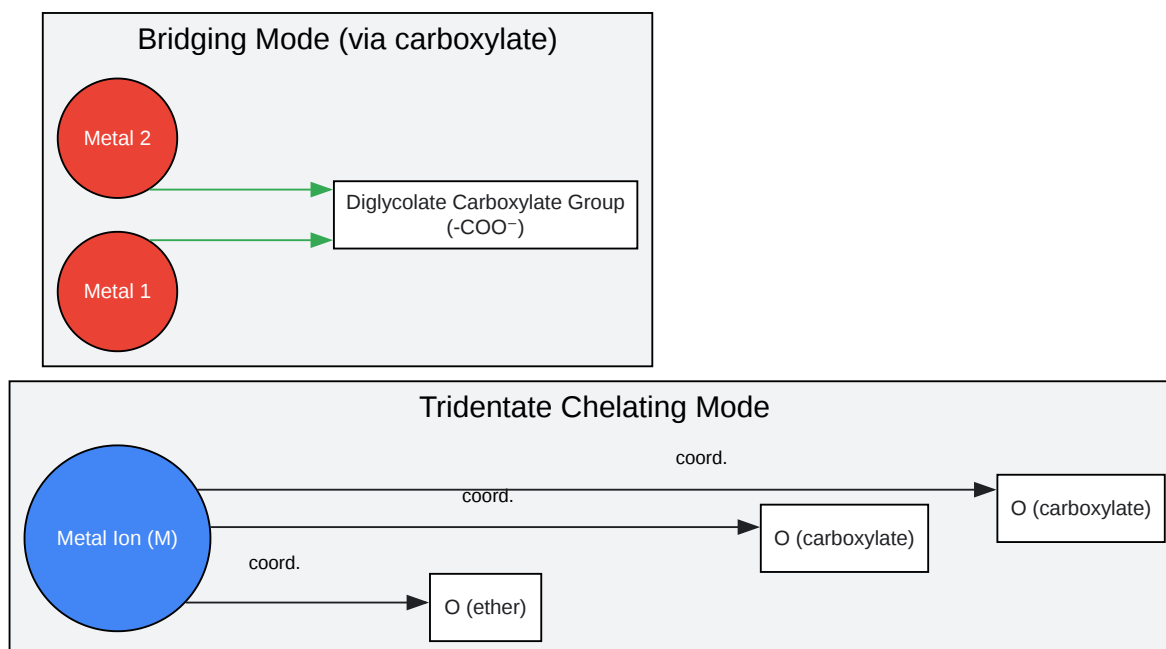 Bridging Mode (via carboxylate)
Metal 2
Diglycolate Carboxylate Group
(-COO⁻)
Metal 1
Tridentate Chelating Mode
coord.
coord.
O (carboxylate)
O (carboxylate)
Metal Ion (M)
coord.
O (ether)